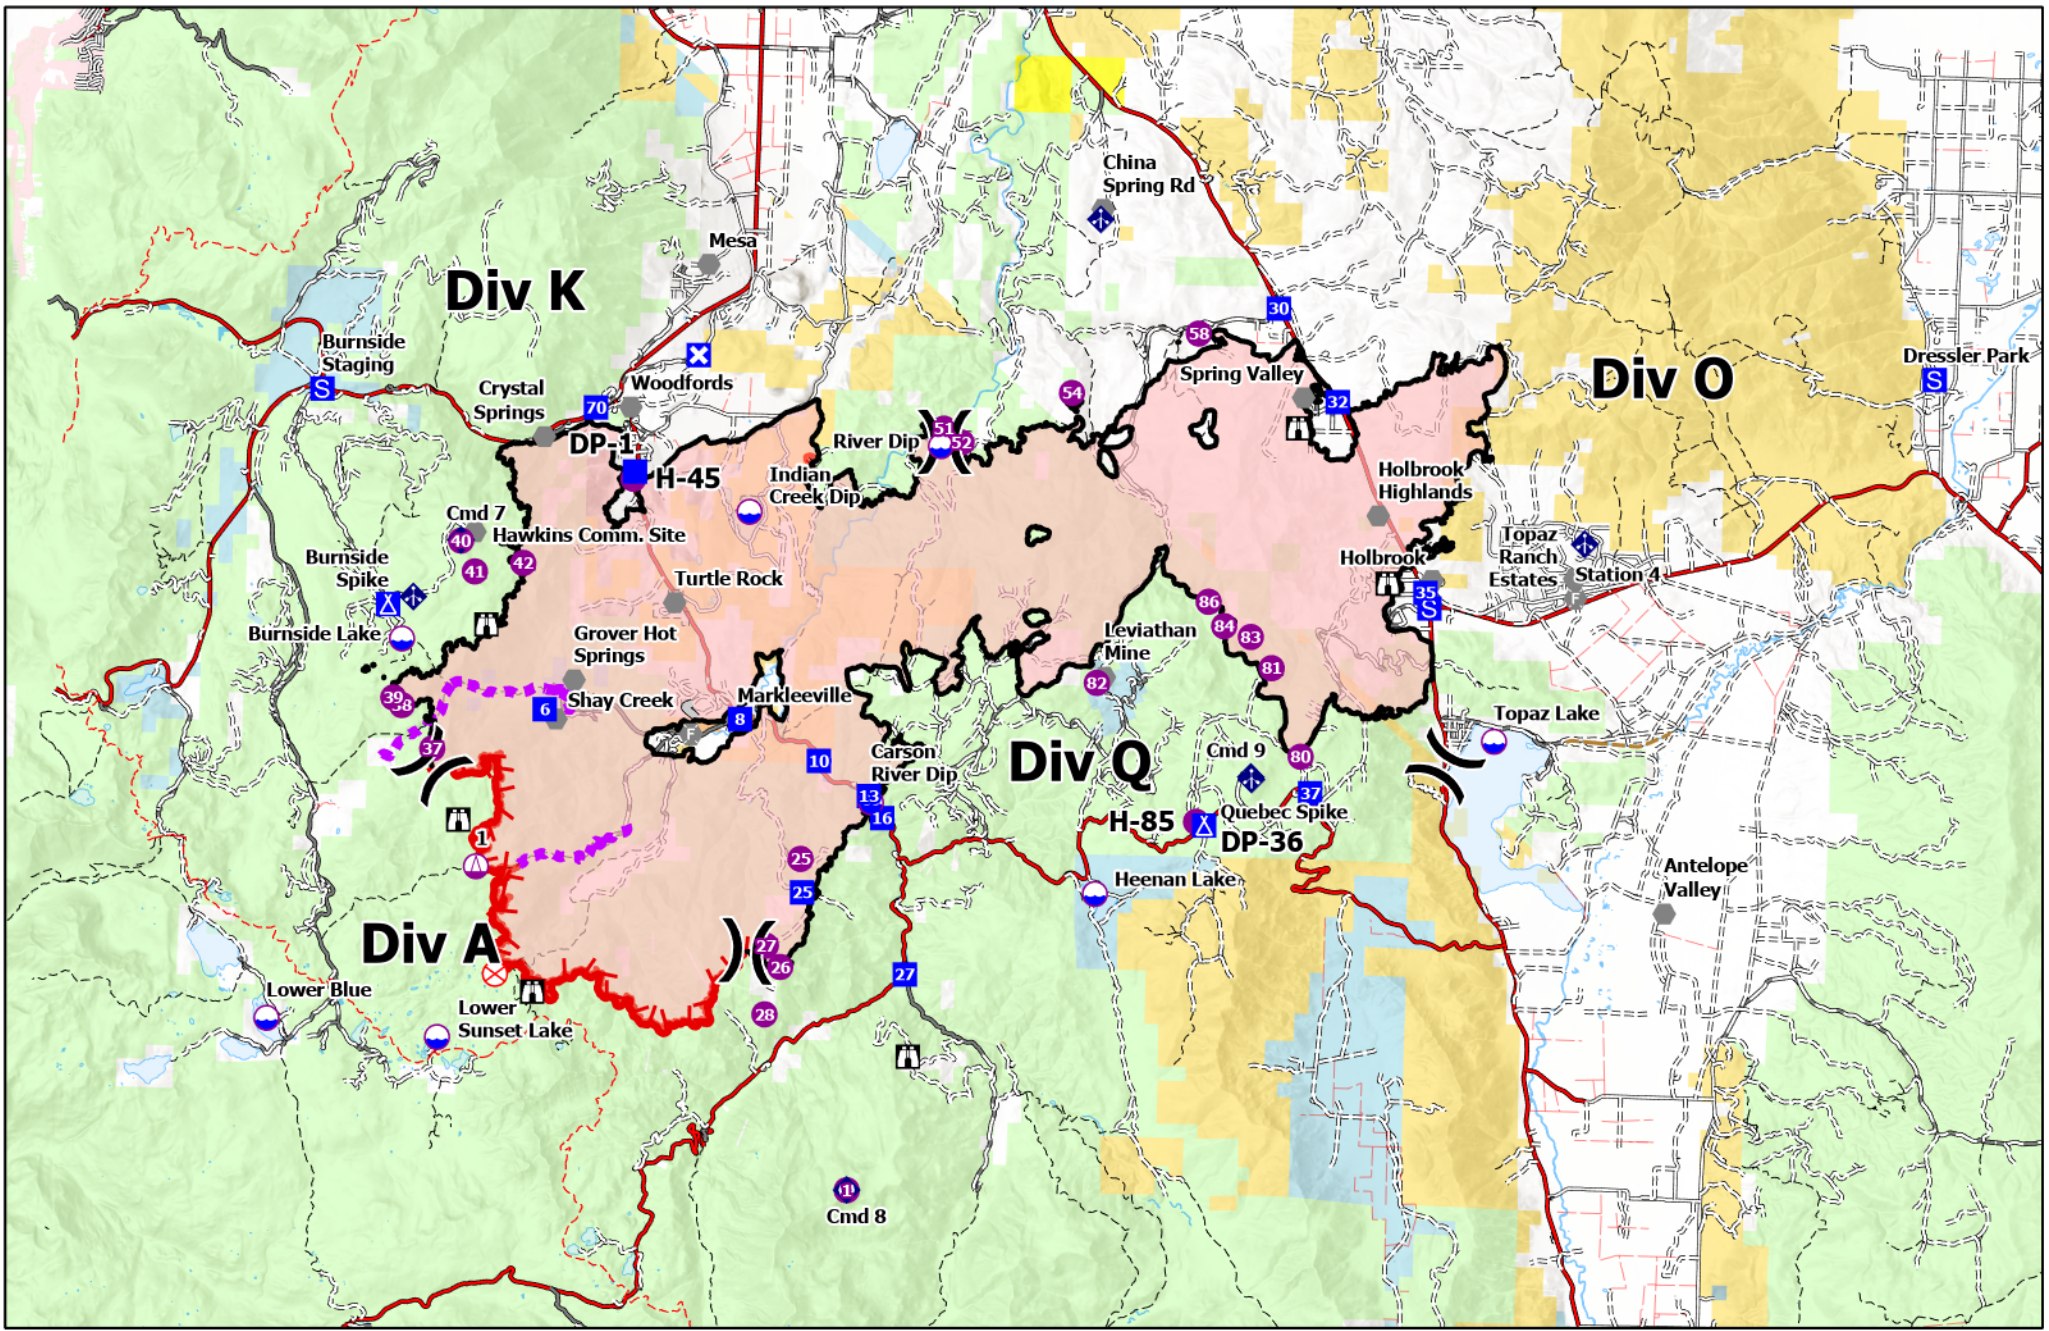 China
Spring Rd
Mesa
Div K
30
Burnside
Staging
S
58
Dressler Park
S
Div O
Crystal
Springs
Woodfords
70
Spring Valley
54
32
DP-1
River Dip
51
52
H-45
Indian
Creek Dip
Holbrook
Highlands
Cmd 7
40
Hawkins Comm. Site
41
42
Burnside
Spike
Turtle Rock
Topaz
Ranch
Estates
Station 4
F
Holbrook
35
S
Burnside Lake
Grover Hot
Springs
86
84
83
81
Leviathan
Mine
82
39
38
Shay Creek
6
Markleeville
8
F
37
Topaz Lake
Carson
River Dip
10
13
16
Div Q
Cmd 9
80
37
Quebec Spike
H-85
DP-36
1
25
25
Heenan Lake
Antelope
Valley
Div A
27
26
27
28
Lower Blue
Lower
Sunset Lake
1
Cmd 8